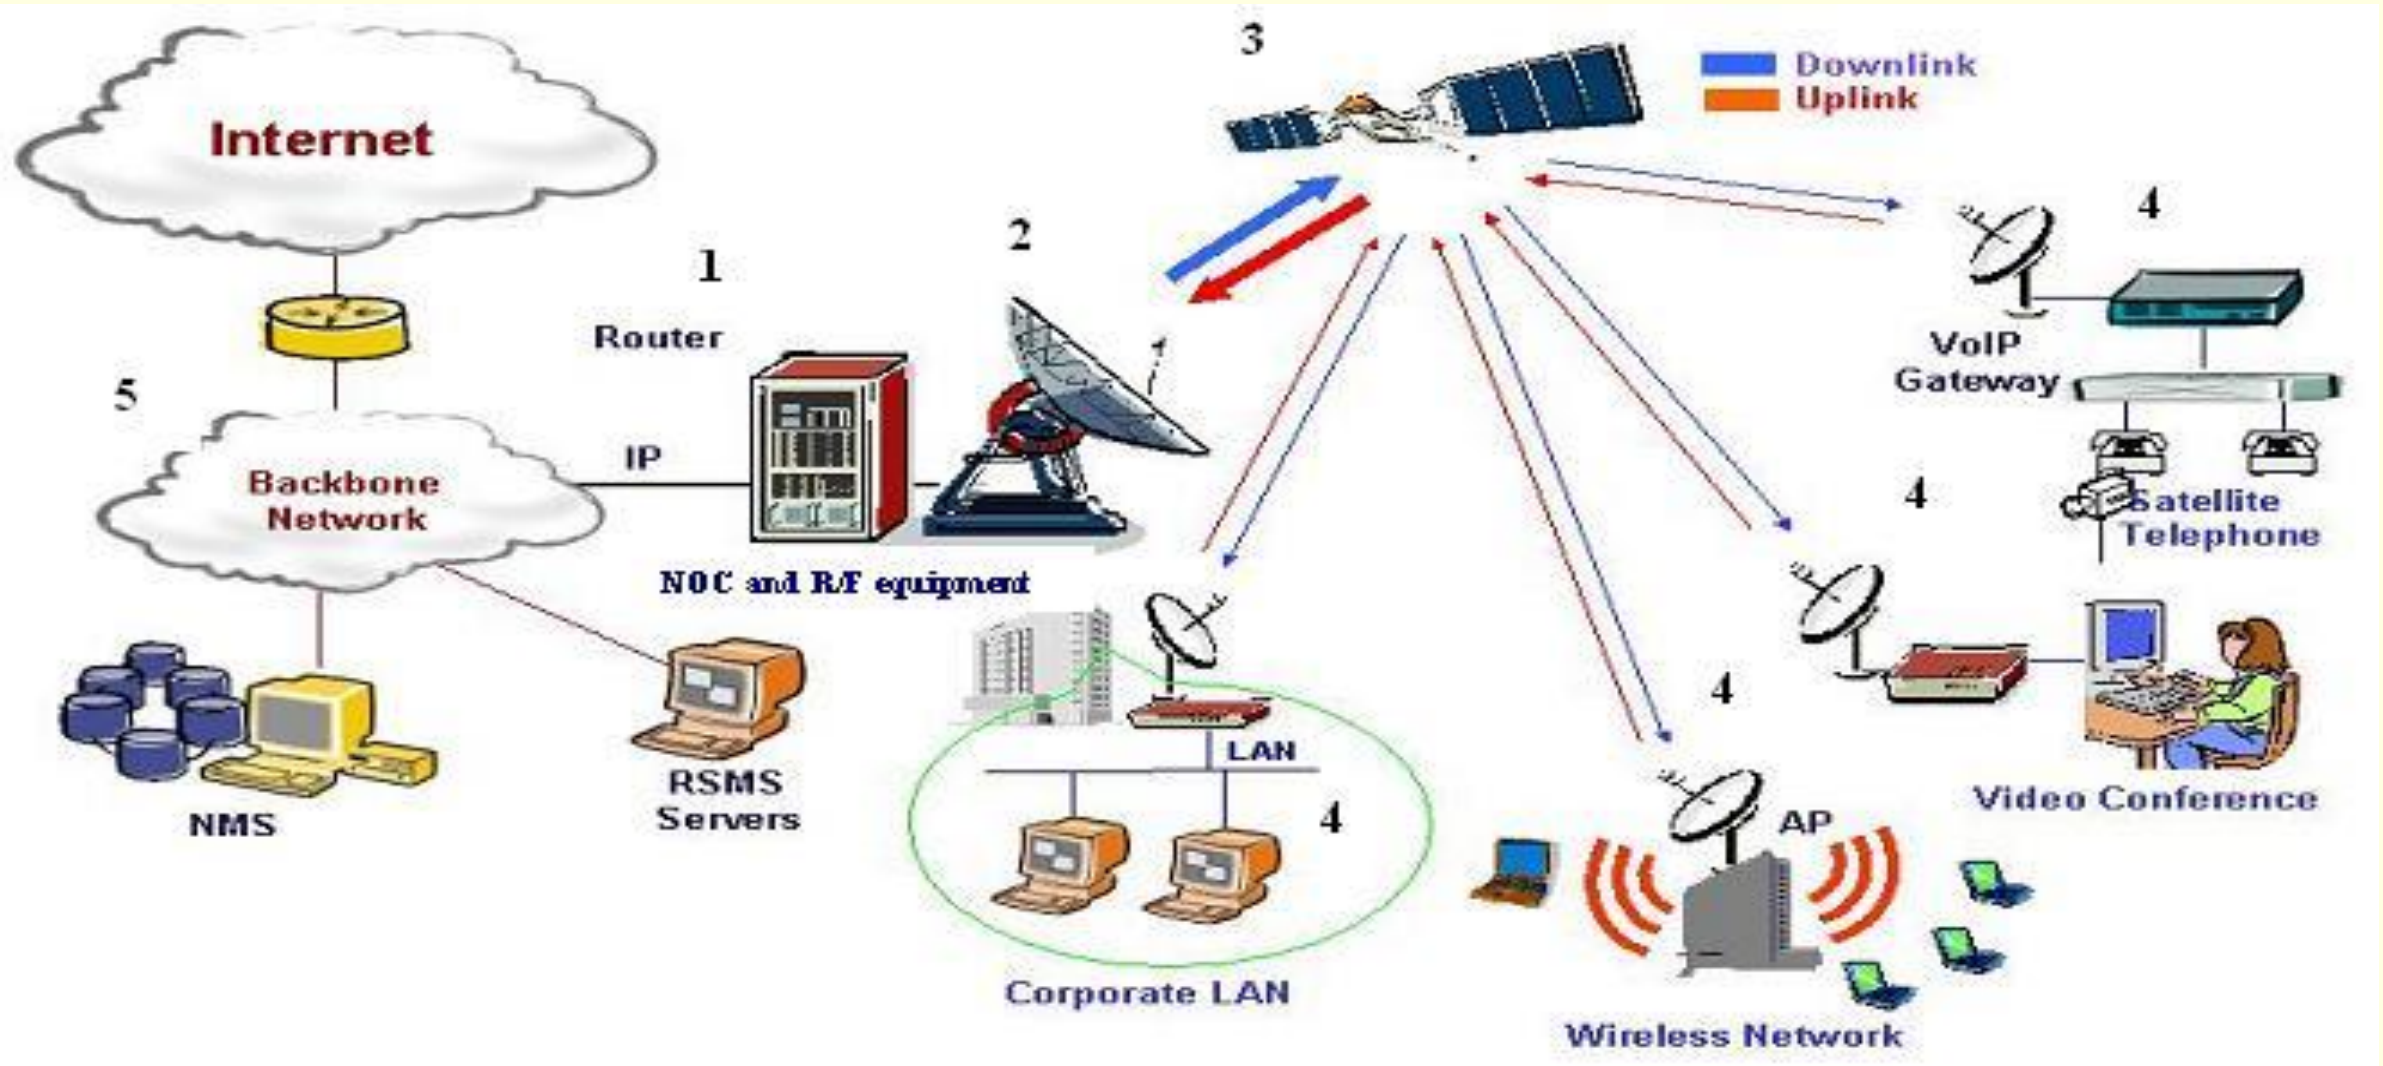 3
Downlink
Uplink
Internet
4
2
1
Router
VoIP
Gateway
5
IP
Backbone
Network
4
Satellite
Telephone
NOC and R/F equipment
4
LAN
RSMS
Servers
NMS
4
AP
Video Conference
Corporate LAN
Wireless Network